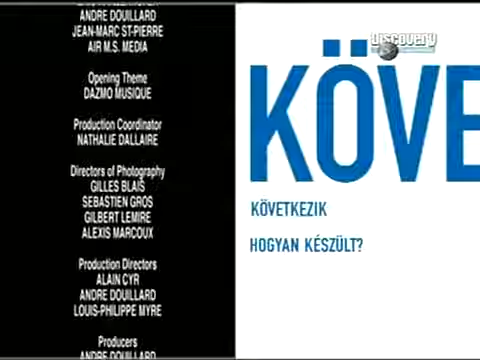 ANDRE DOUILLARD
JEAN-MARC ST-PIERRE
AIR M.S. MEDIA
Opening Theme
DAZMO MUSIQUE
Production Coordinator
NATHALIE DALLAIRE
Directors of Photography
GILLES BLAIS
SEBASTIEN GROS
GILBERT LEMIRE
ALEXIS MARCOUX
Production Directors
ALAIN CYR
ANDRE DOUILLARD
LOUIS-PHILIPPE MYRE
Producers
ANDRE DOUILLARD
Discovery
KÖVE
KÖVETKEZIK
HOGYAN KÉSZÜLT?